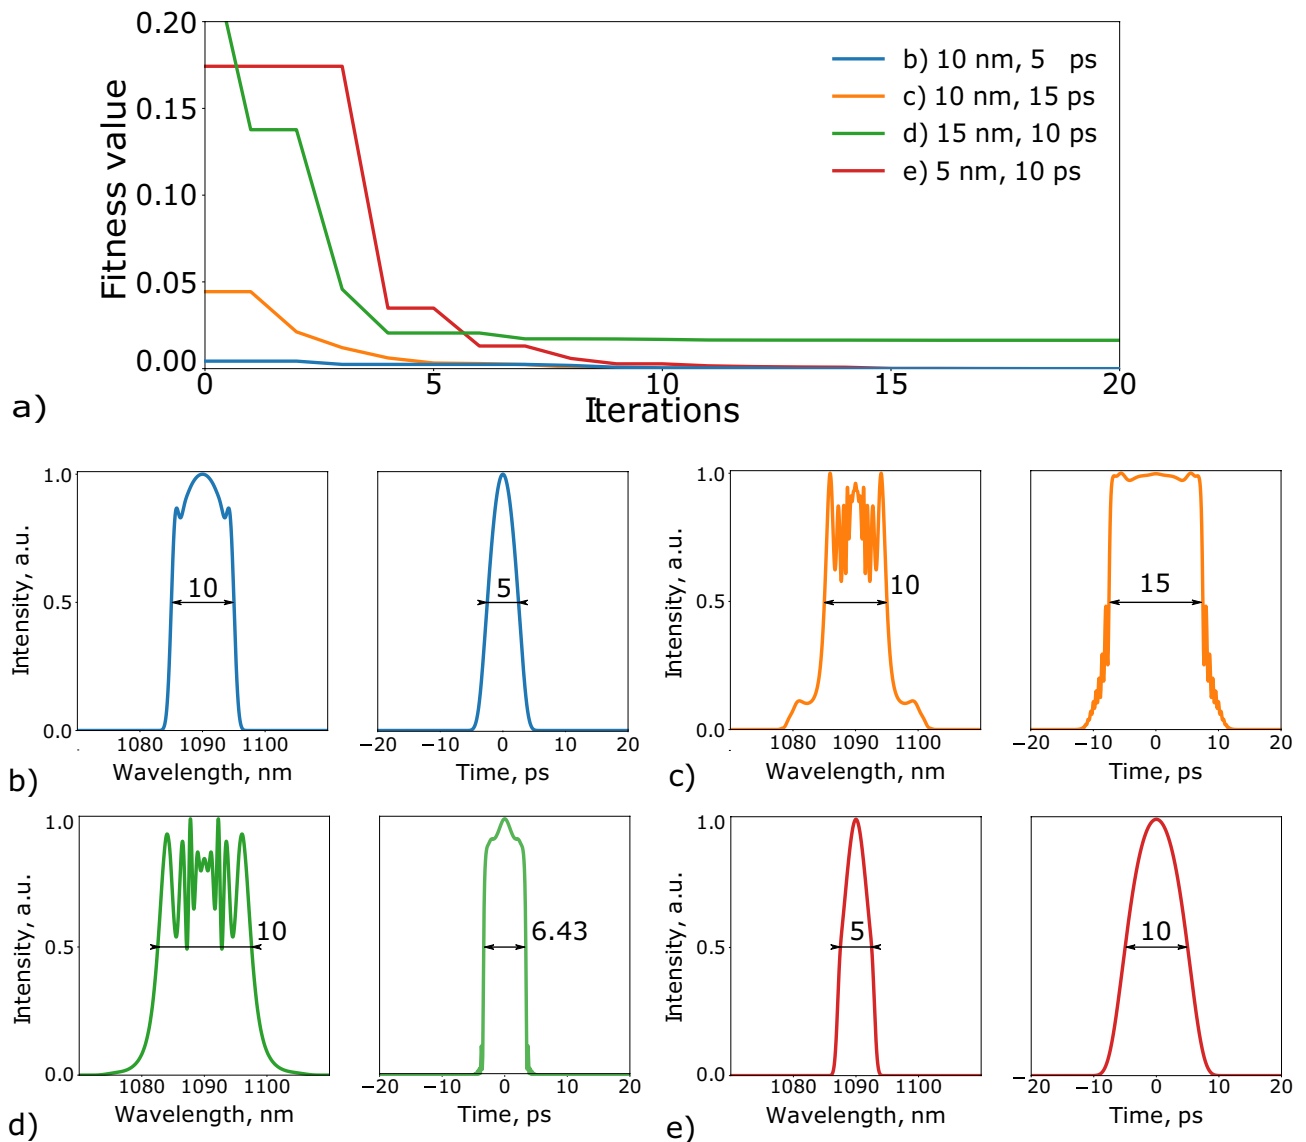 0.20
0.15
0.10
0.05
0.00
Fitness value
b) 10 nm, 5 ps
c) 10 nm, 15 ps
d) 15 nm, 10 ps
e) 5 nm, 10 ps
0 5 10 15 20
Iterations
a)
1.0
0.5
0.0
Intensity, a.u.
10
1080 1090 1100
Wavelength, nm
5
−20 −10 0 10 20
Time, ps
b)
1.0
0.5
0.0
Intensity, a.u.
10
1080 1090 1100
Wavelength, nm
15
−20 −10 0 10 20
Time, ps
c)
1.0
0.5
0.0
Intensity, a.u.
10
1080 1090 1100
Wavelength, nm
6.43
−20 −10 0 10 20
Time, ps
d)
1.0
0.5
0.0
Intensity, a.u.
5
1080 1090 1100
Wavelength, nm
10
−20 −10 0 10 20
Time, ps
e)